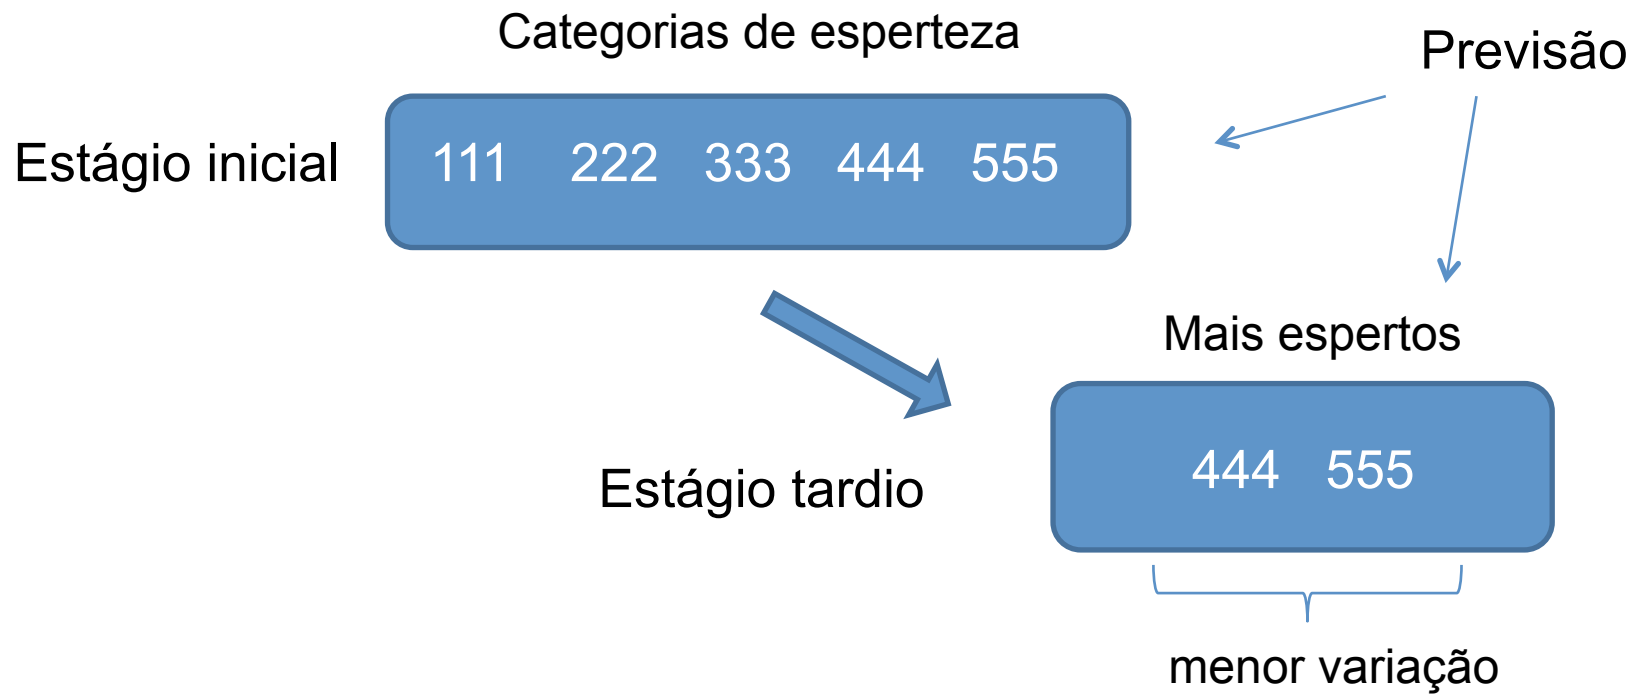 Categorias de esperteza
Previsão
Estágio inicial
111 222 333 444 555
Mais espertos
Estágio tardio
444 555
menor variação